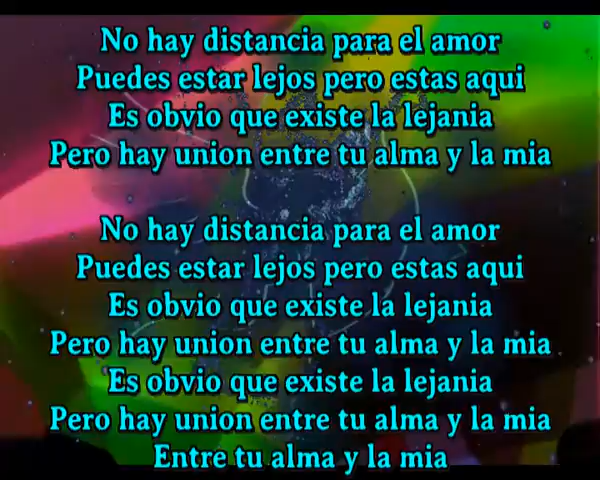 No hay distancia para el amor
Puedes estar lejos pero estas aqui
Es obvio que existe la lejania
Pero hay union entre tu alma y la mia
No hay distancia para el amor
Puedes estar lejos pero estas aqui
Es obvio que existe la lejania
Pero hay union entre tu alma y la mia
Es obvio que existe la lejania
Pero hay union entre tu alma y la mia
Entre tu alma y la mia